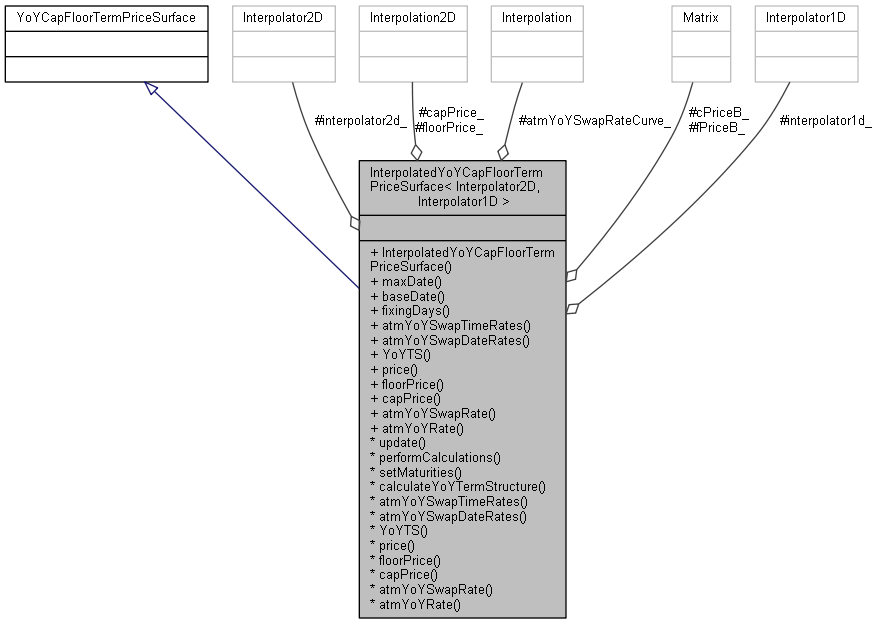 YoYCapFloorTermPriceSurface
Interpolator2D
Interpolation2D
Interpolation
Matrix
Interpolator1D
#interpolator2d_
#capPrice_
#floorPrice_
#atmYoYSwapRateCurve_
#cPriceB_
#fPriceB_
#interpolator1d_
InterpolatedYoYCapFloorTerm
PriceSurface< Interpolator2D,
Interpolator1D >
+ InterpolatedYoYCapFloorTerm
PriceSurface()
+ maxDate()
+ baseDate()
+ fixingDays()
+ atmYoYSwapTimeRates()
+ atmYoYSwapDateRates()
+ YoYTS()
+ price()
+ floorPrice()
+ capPrice()
+ atmYoYSwapRate()
+ atmYoYRate()
* update()
* performCalculations()
* setMaturities()
* calculateYoYTermStructure()
* atmYoYSwapTimeRates()
* atmYoYSwapDateRates()
* YoYTS()
* price()
* floorPrice()
* capPrice()
* atmYoYSwapRate()
* atmYoYRate()